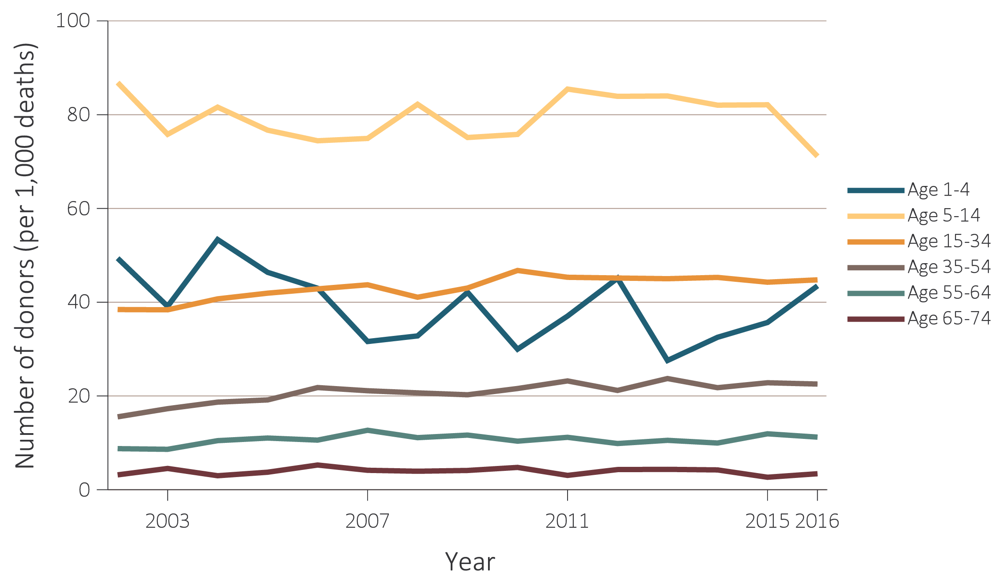 Number of donors (per 1,000 deaths)
100
80
60
40
20
0
2003
2007
2011
2015
2016
Year
Age 1-4
Age 5-14
Age 15-34
Age 35-54
Age 55-64
Age 65-74